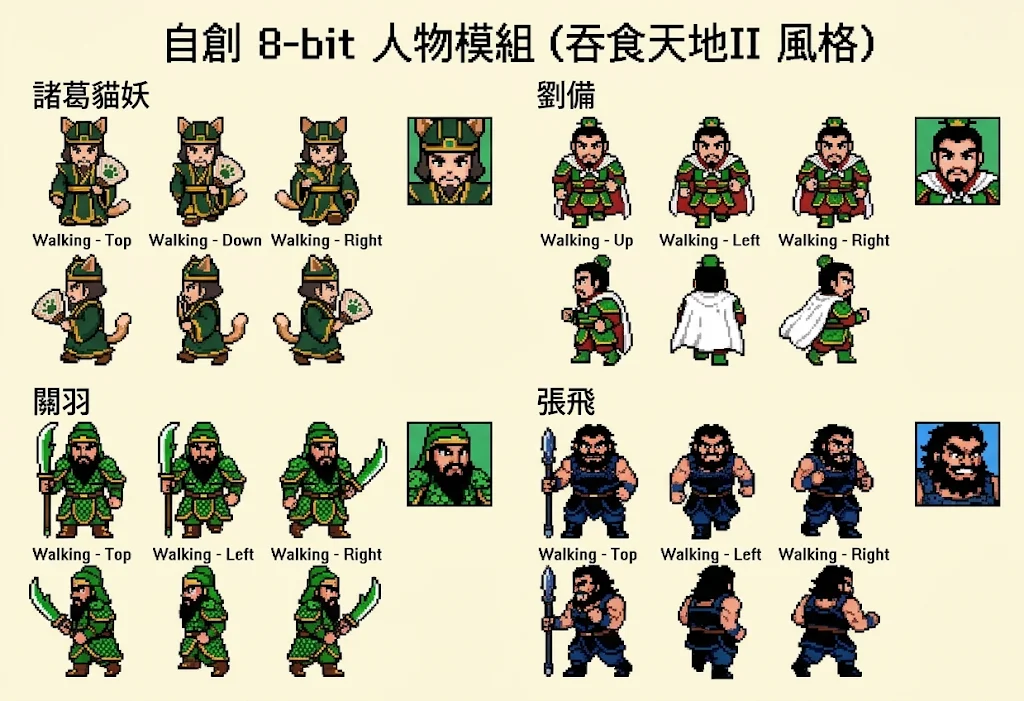 自創 8-bit 人物模組 (吞食天地II 風格)
諸葛貓妖
Walking - Top Walking - Down Walking - Right
劉備
Walking - Up Walking - Left Walking - Right
關羽
Walking - Top Walking - Left Walking - Right
張飛
Walking - Top Walking - Left Walking - Right